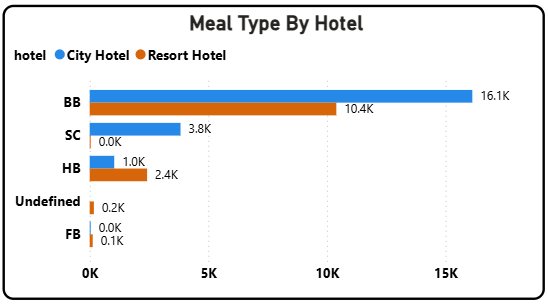 Meal Type By Hotel
hotel City Hotel Resort Hotel
BB 16.1K
10.4K
SC 3.8K
0.0K
HB 1.0K
2.4K
Undefined 0.2K
FB 0.0K
0.1K
0K 5K 10K 15K